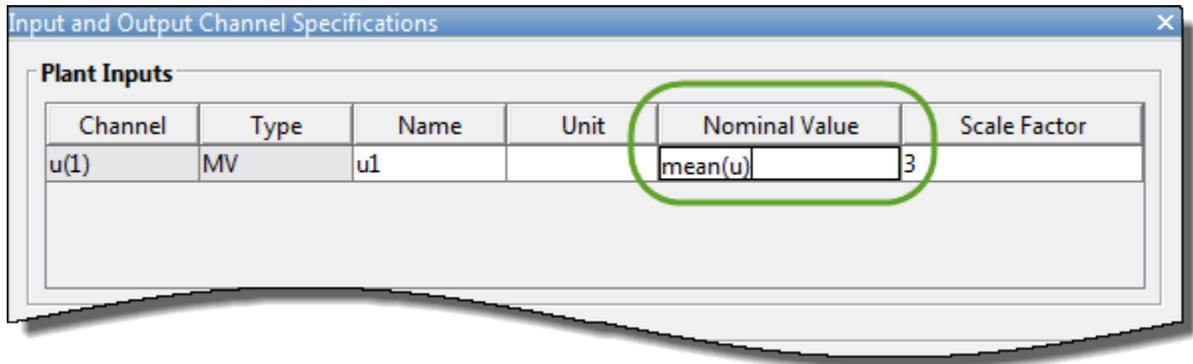 Input and Output Channel Specifications
Plant Inputs
Channel Type Name Unit Nominal Value Scale Factor
u(1) MV u1 mean(u) 3